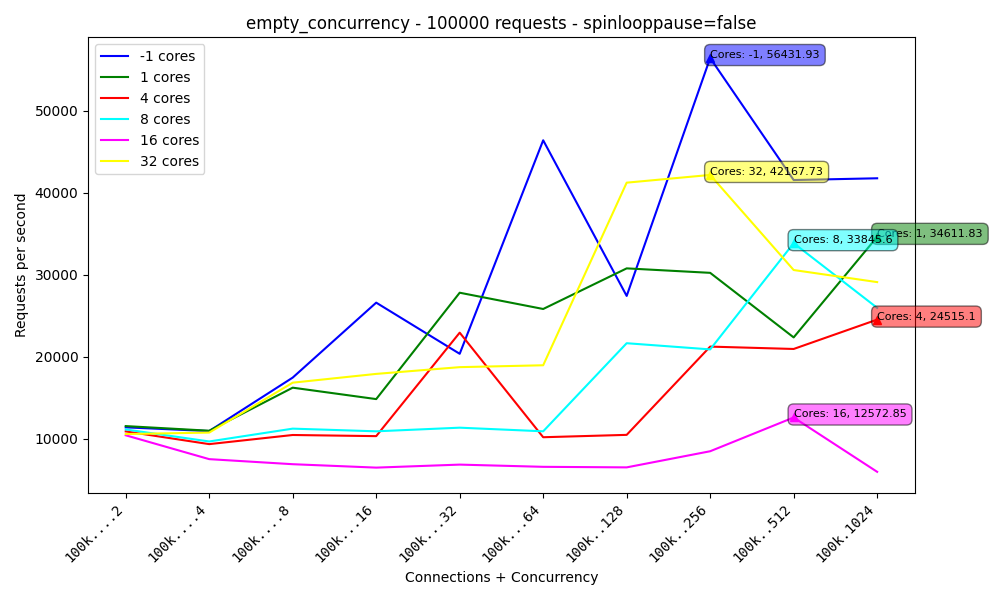 empty_concurrency - 100000 requests - spinlooppause=false
-1 cores
1 cores
4 cores
8 cores
16 cores
32 cores
Cores: -1, 56431.93
Cores: 32, 42167.73
Cores: 1, 34611.83
Cores: 8, 33845.6
Cores: 4, 24515.1
Cores: 16, 12572.85
Requests per second
50000
40000
30000
20000
10000
100k....2
100k....4
100k....8
100k...16
100k...32
100k...64
100k..128
100k..256
100k..512
100k.1024
Connections + Concurrency